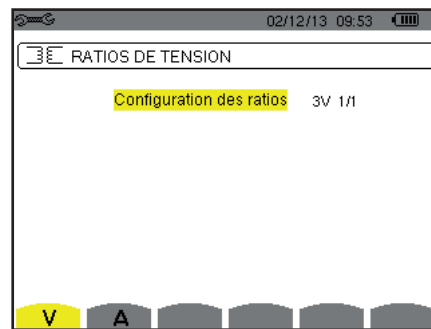 02/12/13 09:53
RATIOS DE TENSION
Configuration des ratios 3V 1/1
V A